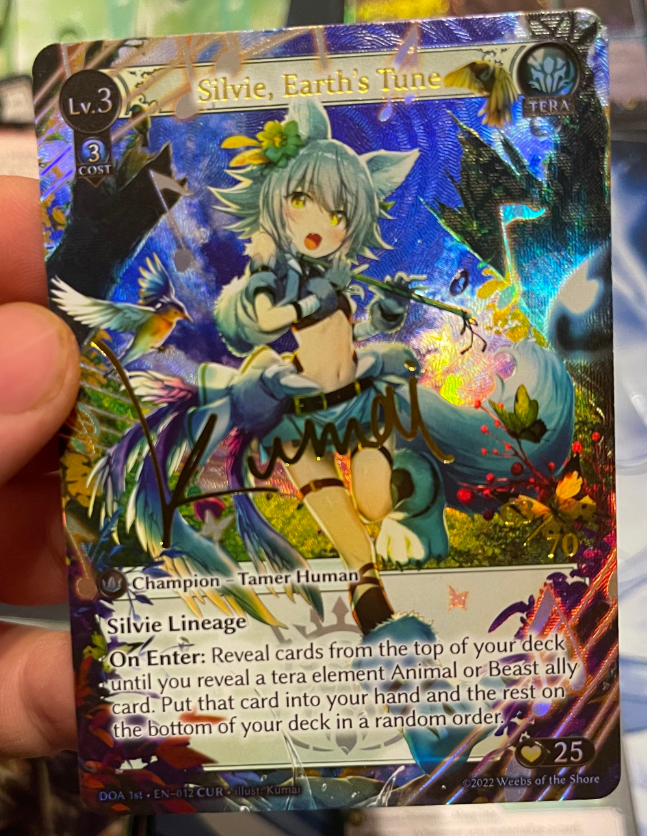 Silvie, Earth's Tune
Lv.3
TERA
3
COST
Kumai
70
Champion – Tamer Human
Silvie Lineage
On Enter: Reveal cards from the top of your deck
until you reveal a tera element Animal or Beast ally
card. Put that card into your hand and the rest on
the bottom of your deck in a random order.
25
DOA 1st • EN-012 CUR • illust: Kumai
©2022 Weebs of the Shore